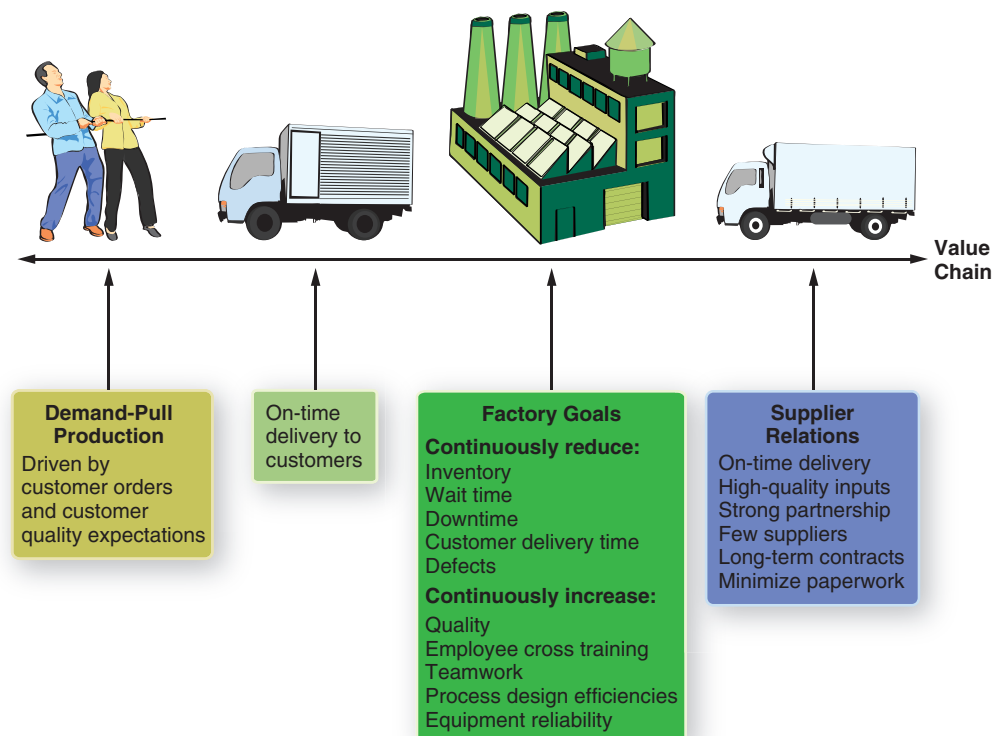 Value
Chain
Demand-Pull
Production
Driven by
customer orders
and customer
quality expectations
On-time
delivery to
customers
Factory Goals
Continuously reduce:
Inventory
Wait time
Downtime
Customer delivery time
Defects
Continuously increase:
Quality
Employee cross training
Teamwork
Process design efficiencies
Equipment reliability
Supplier
Relations
On-time delivery
High-quality inputs
Strong partnership
Few suppliers
Long-term contracts
Minimize paperwork